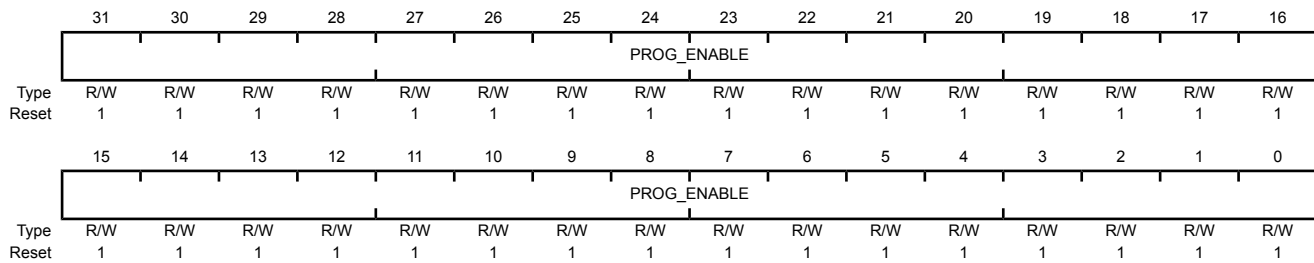 31 30 29 28 27 26 25 24 23 22 21 20 19 18 17 16
PROG_ENABLE
Type R/W R/W R/W R/W R/W R/W R/W R/W R/W R/W R/W R/W R/W R/W R/W R/W
Reset 1 1 1 1 1 1 1 1 1 1 1 1 1 1 1 1
15 14 13 12 11 10 9 8 7 6 5 4 3 2 1 0
PROG_ENABLE
Type R/W R/W R/W R/W R/W R/W R/W R/W R/W R/W R/W R/W R/W R/W R/W R/W
Reset 1 1 1 1 1 1 1 1 1 1 1 1 1 1 1 1